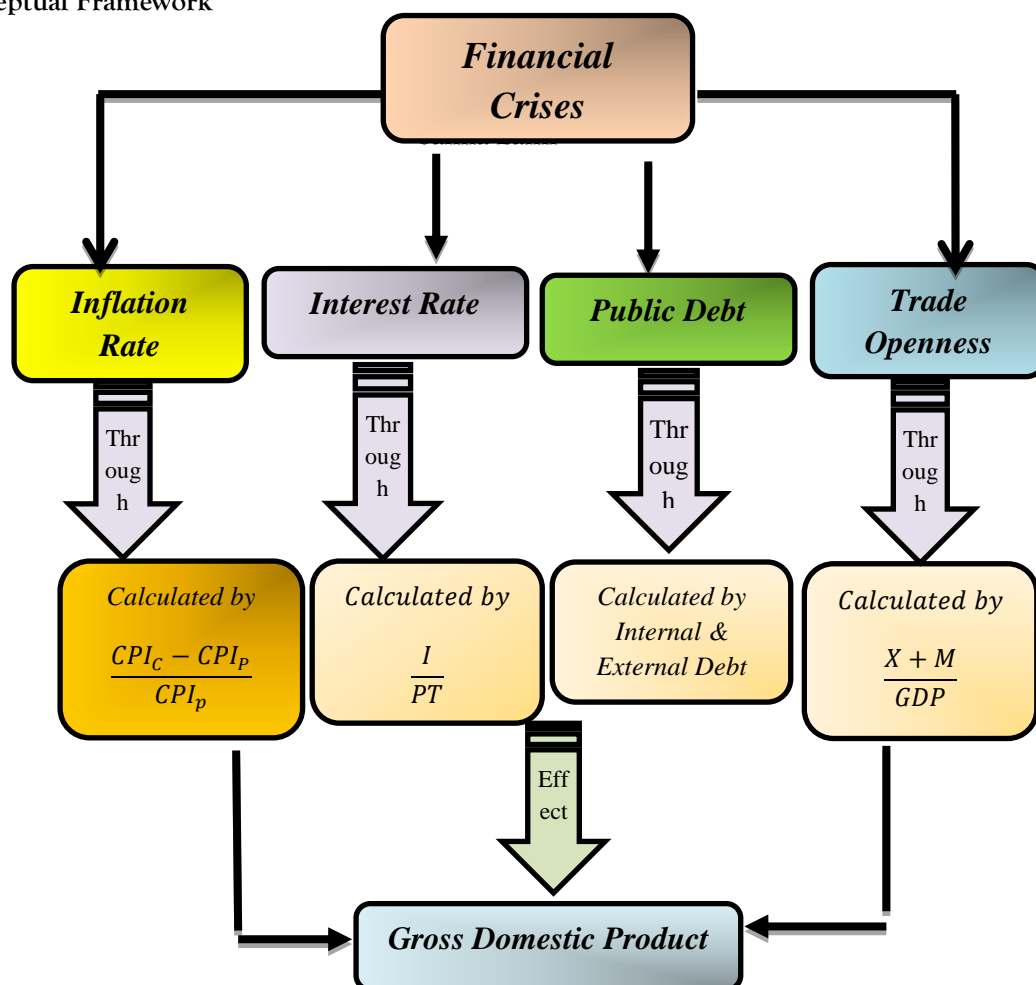 eptual Framework
Financial
Crises
Inflation
Rate
Interest Rate
Public Debt
Trade
Openness
Thr
oug
h
Thr
oug
h
Thr
oug
h
Thr
oug
h
Calculated by
CPI_C − CPI_P
CPI_p
Calculated by
I
PT
Calculated by
Internal &
External Debt
Calculated by
X + M
GDP
Eff
ect
Gross Domestic Product